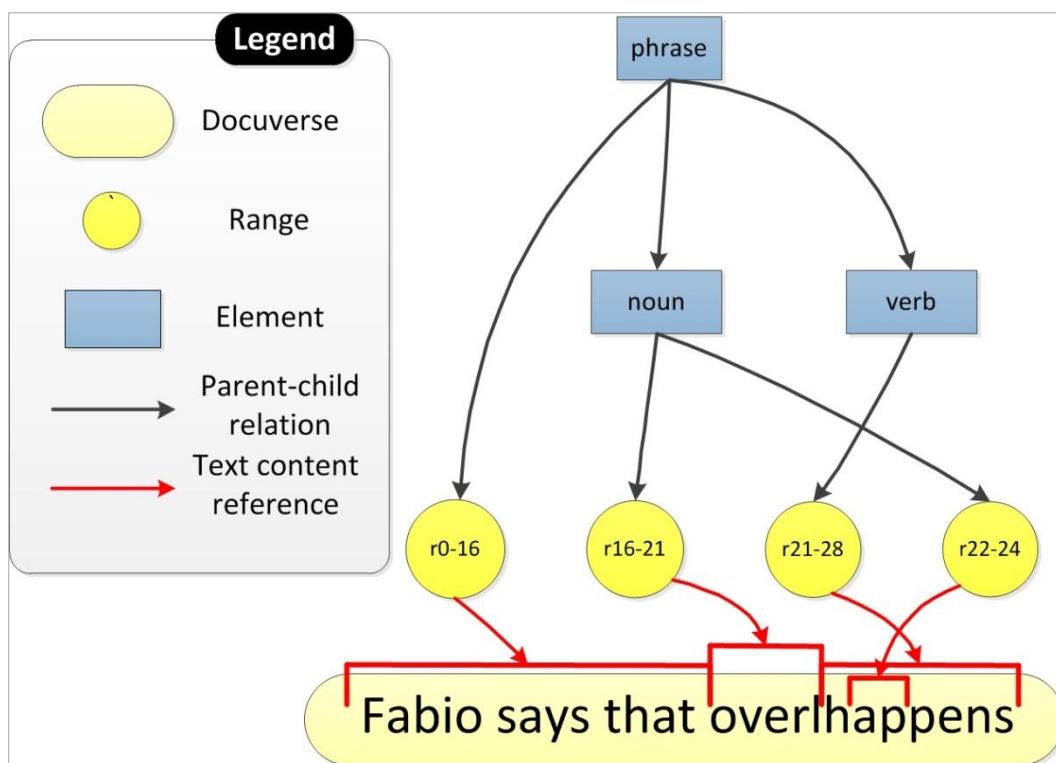 Legend
Docuverse
Range
Element
Parent-child
relation
Text content
reference
phrase
noun
verb
r0-16
r16-21
r21-28
r22-24
Fabio says that overlhappens